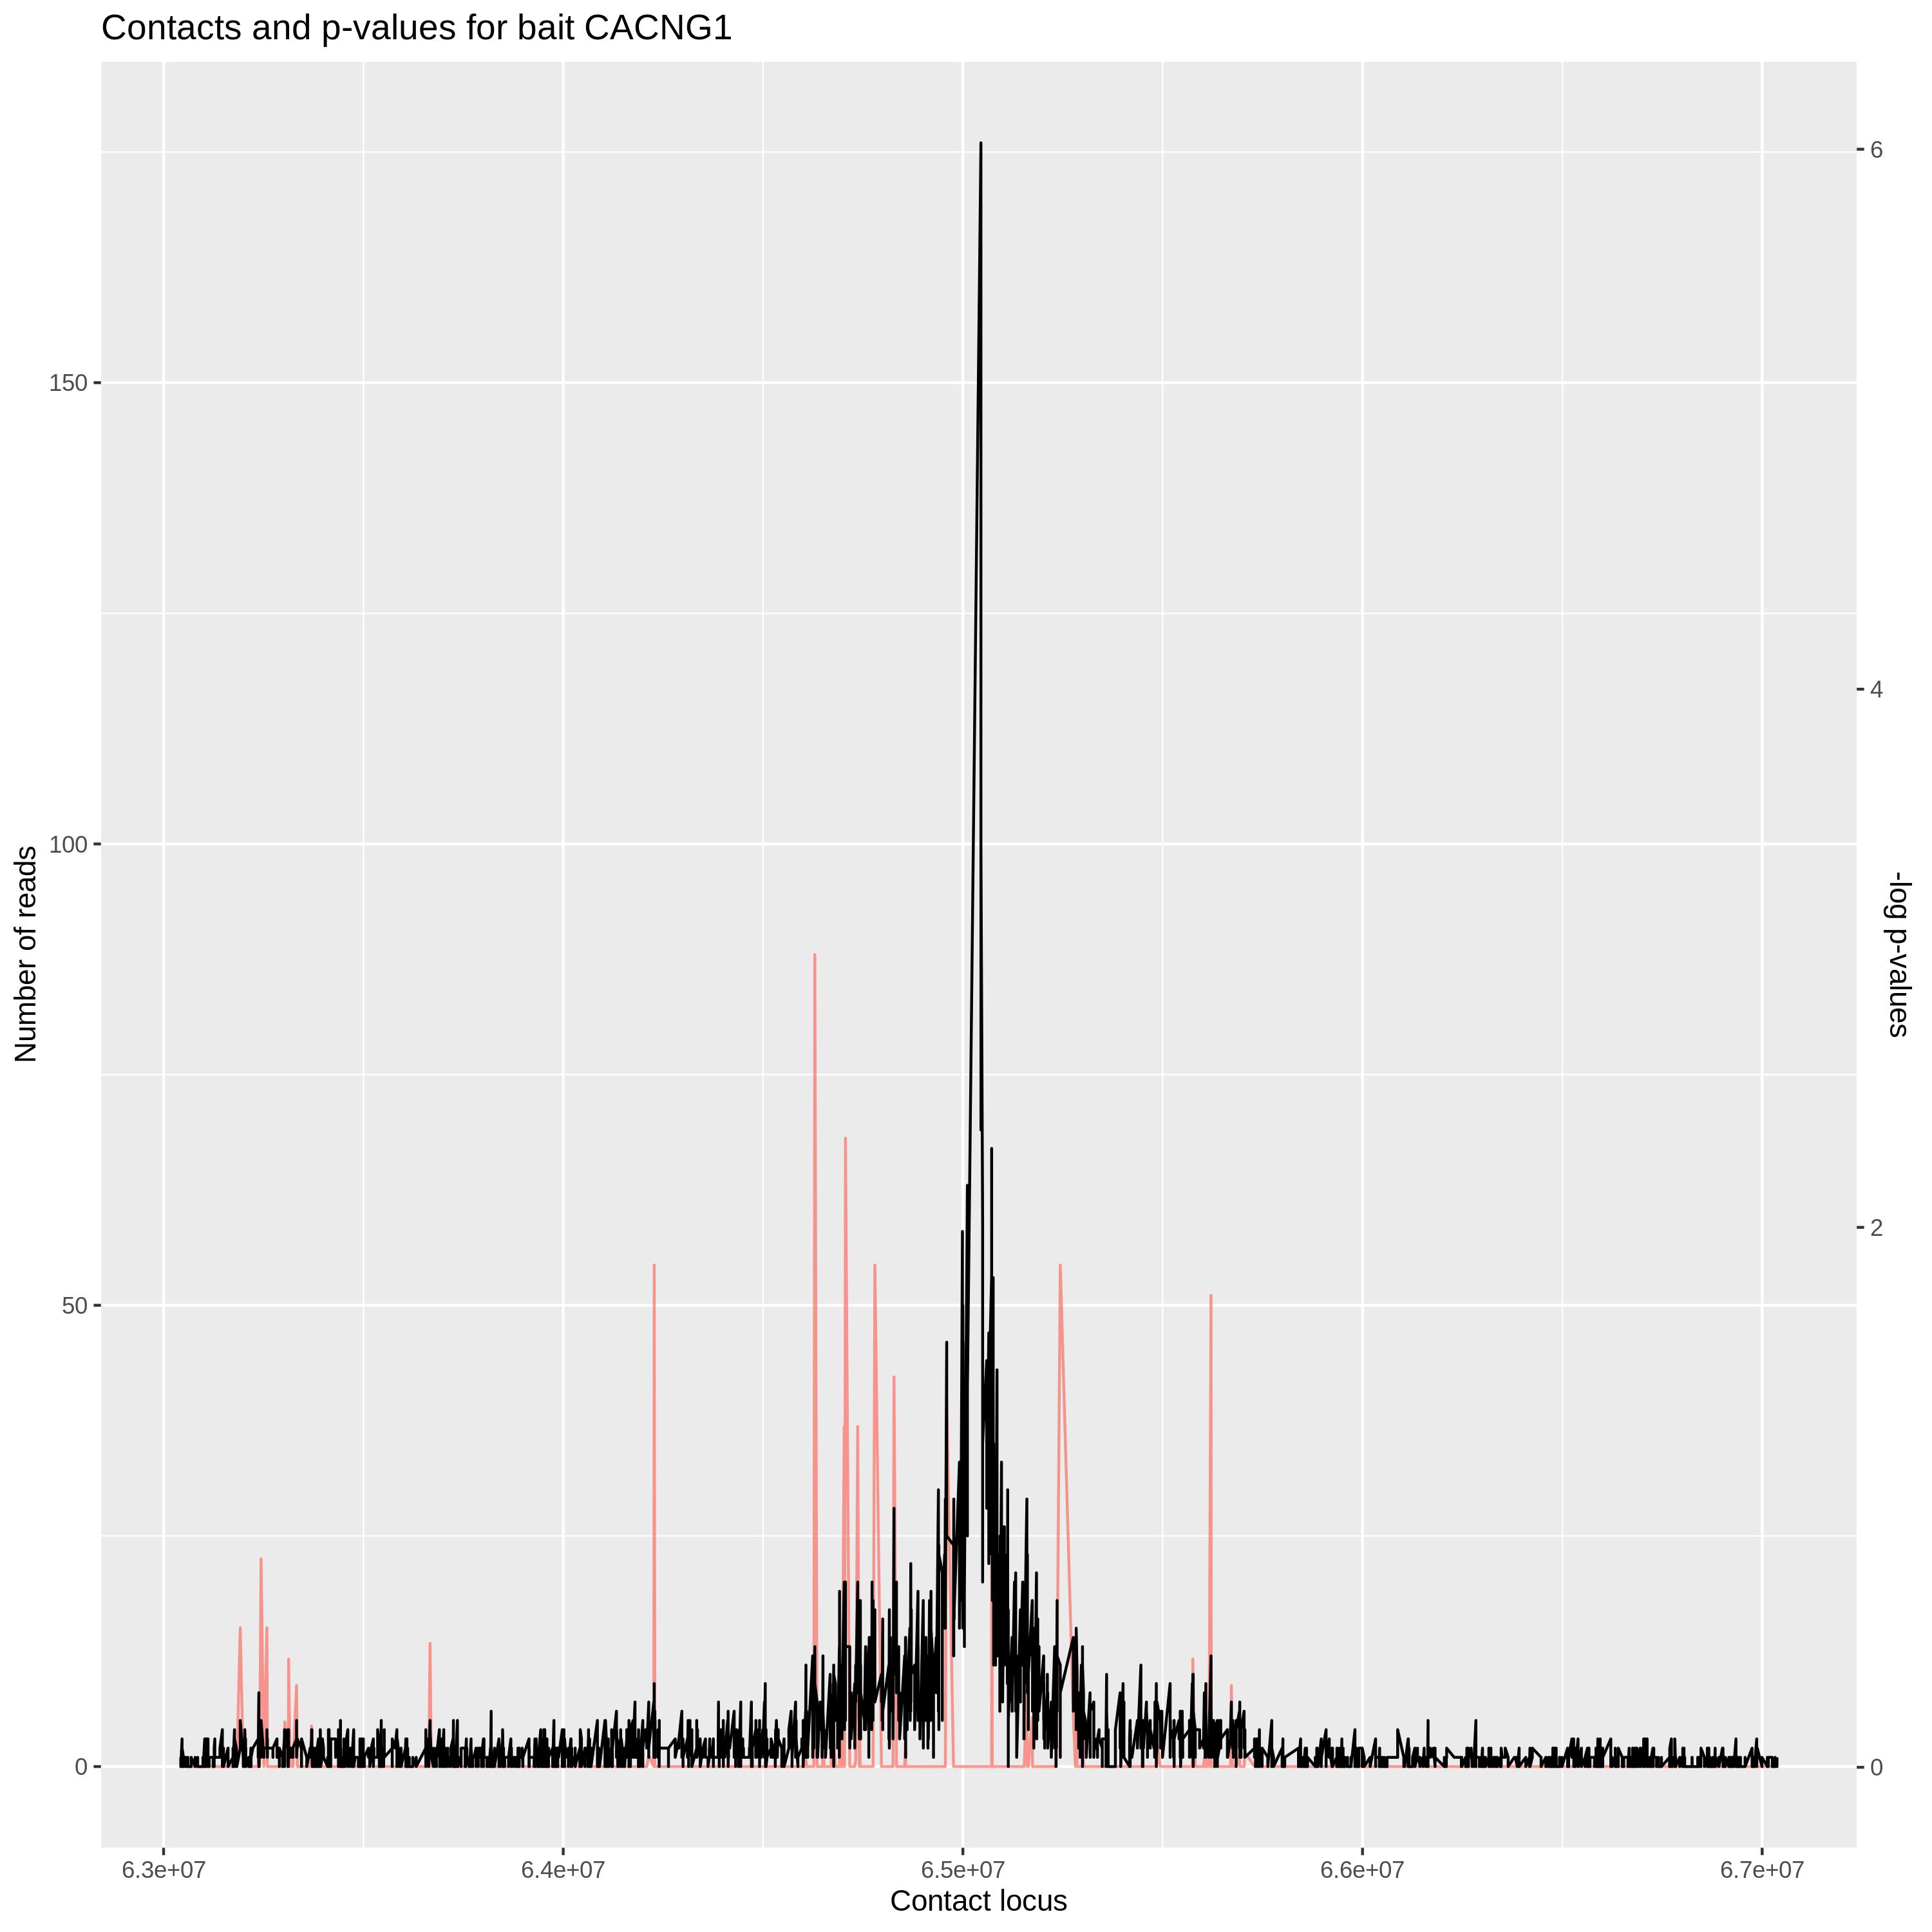 Contacts and p-values for bait CACNG1
Number of reads
150
100
50
0
6
4
2
0
-log p-values
6.3e+07
6.4e+07
6.5e+07
6.6e+07
6.7e+07
Contact locus